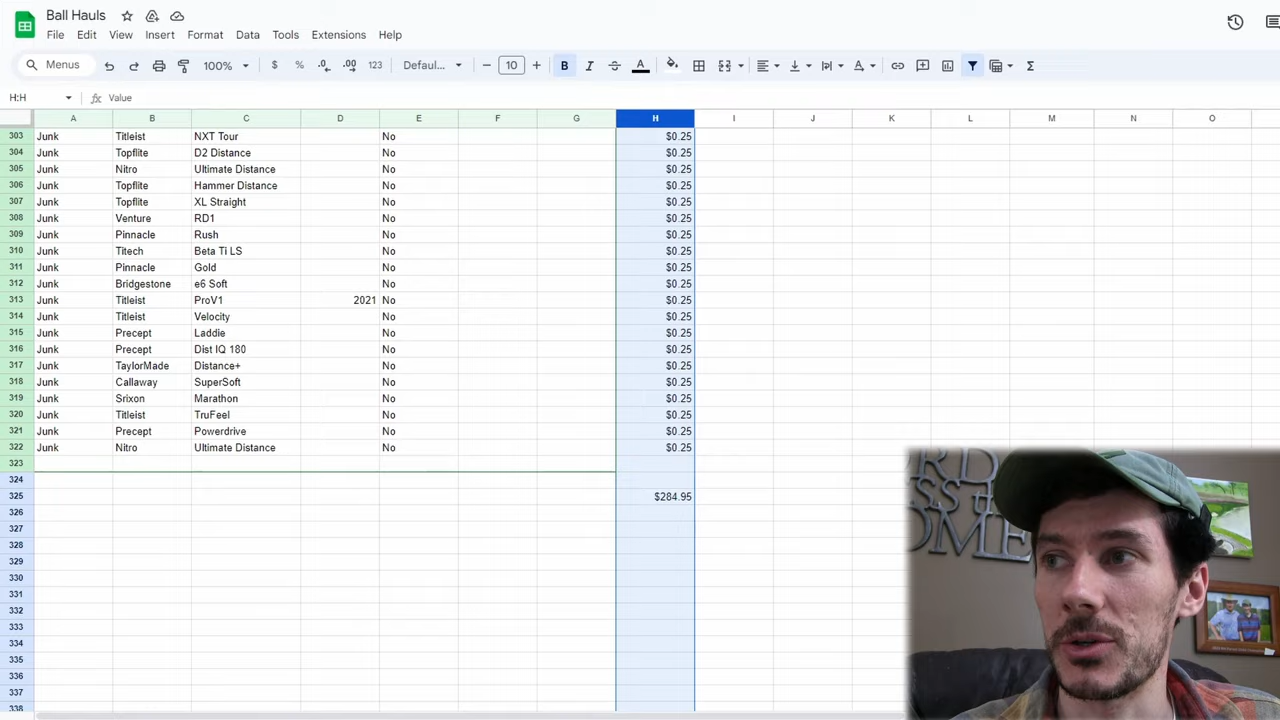 Ball Hauls
File Edit View Insert Format Data Tools Extensions Help
Menus 100% $ % .0 .00 123 Defaul... 10 B I A Σ
H:H fx Value
A B C D E F G H I J K L M N O
303 Junk Titleist NXT Tour No $0.25
304 Junk Topflite D2 Distance No $0.25
305 Junk Nitro Ultimate Distance No $0.25
306 Junk Topflite Hammer Distance No $0.25
307 Junk Topflite XL Straight No $0.25
308 Junk Venture RD1 No $0.25
309 Junk Pinnacle Rush No $0.25
310 Junk Titech Beta Ti LS No $0.25
311 Junk Pinnacle Gold No $0.25
312 Junk Bridgestone e6 Soft No $0.25
313 Junk Titleist ProV1 2021 No $0.25
314 Junk Titleist Velocity No $0.25
315 Junk Precept Laddie No $0.25
316 Junk Precept Dist IQ 180 No $0.25
317 Junk TaylorMade Distance+ No $0.25
318 Junk Callaway SuperSoft No $0.25
319 Junk Srixon Marathon No $0.25
320 Junk Titleist TruFeel No $0.25
321 Junk Precept Powerdrive No $0.25
322 Junk Nitro Ultimate Distance No $0.25
323
324
325 $284.95
326
327
328
329
330
331
332
333
334
335
336
337
338
OME